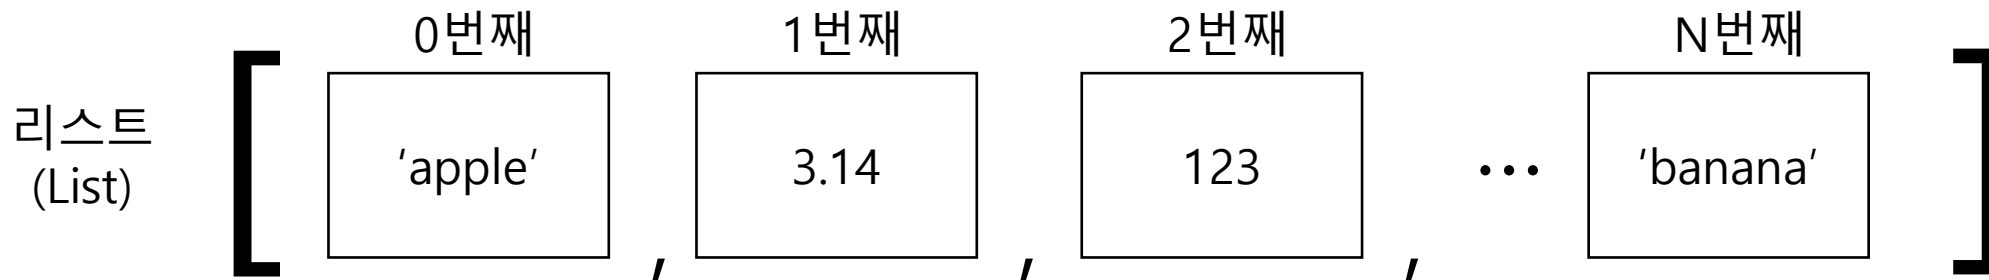 0번째 1번째 2번째 N번째
리스트
(List)
[ ‘apple’ , 3.14 , 123 , ··· ‘banana’ ]